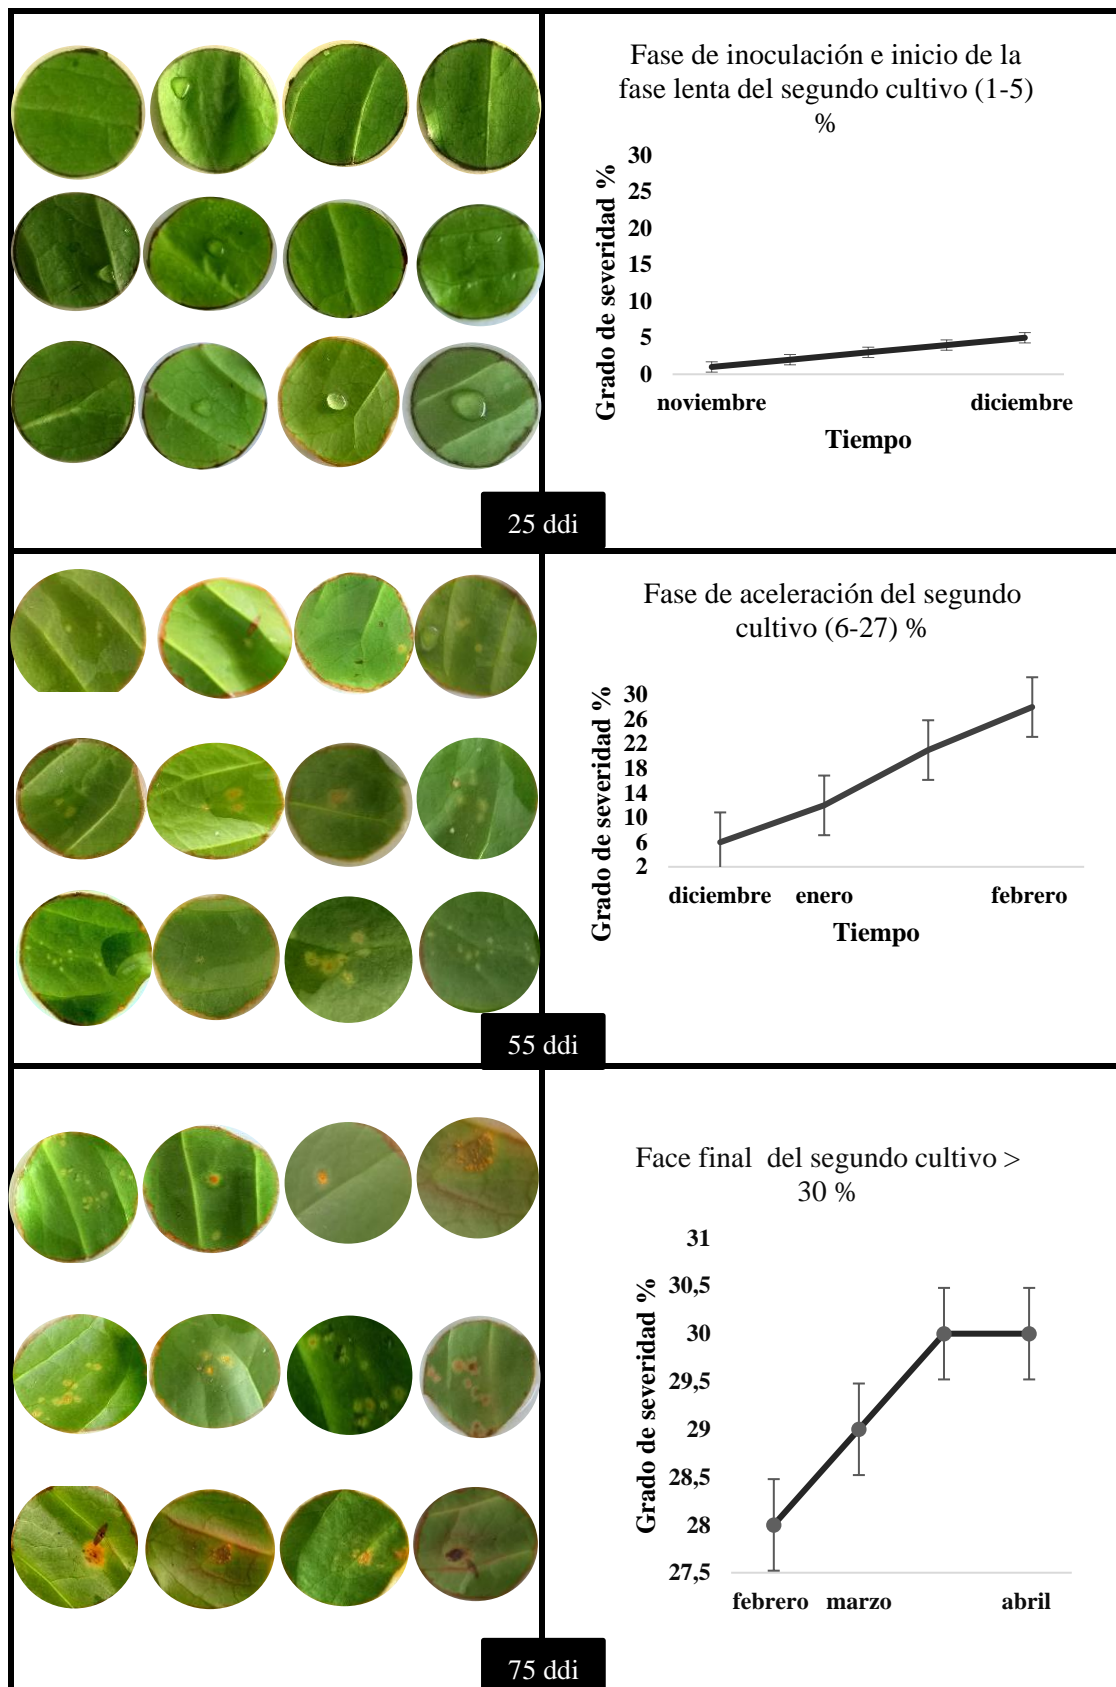 Fase de inoculación e inicio de la
fase lenta del segundo cultivo (1-5)
%
Grado de severidad %
30
25
20
15
10
5
0
noviembre diciembre
Tiempo
25 ddi
Fase de aceleración del segundo
cultivo (6-27) %
Grado de severidad %
30
26
22
18
14
10
6
2
diciembre enero febrero
Tiempo
55 ddi
Face final del segundo cultivo >
30 %
Grado de severidad %
31
30,5
30
29,5
29
28,5
28
27,5
febrero marzo abril
75 ddi